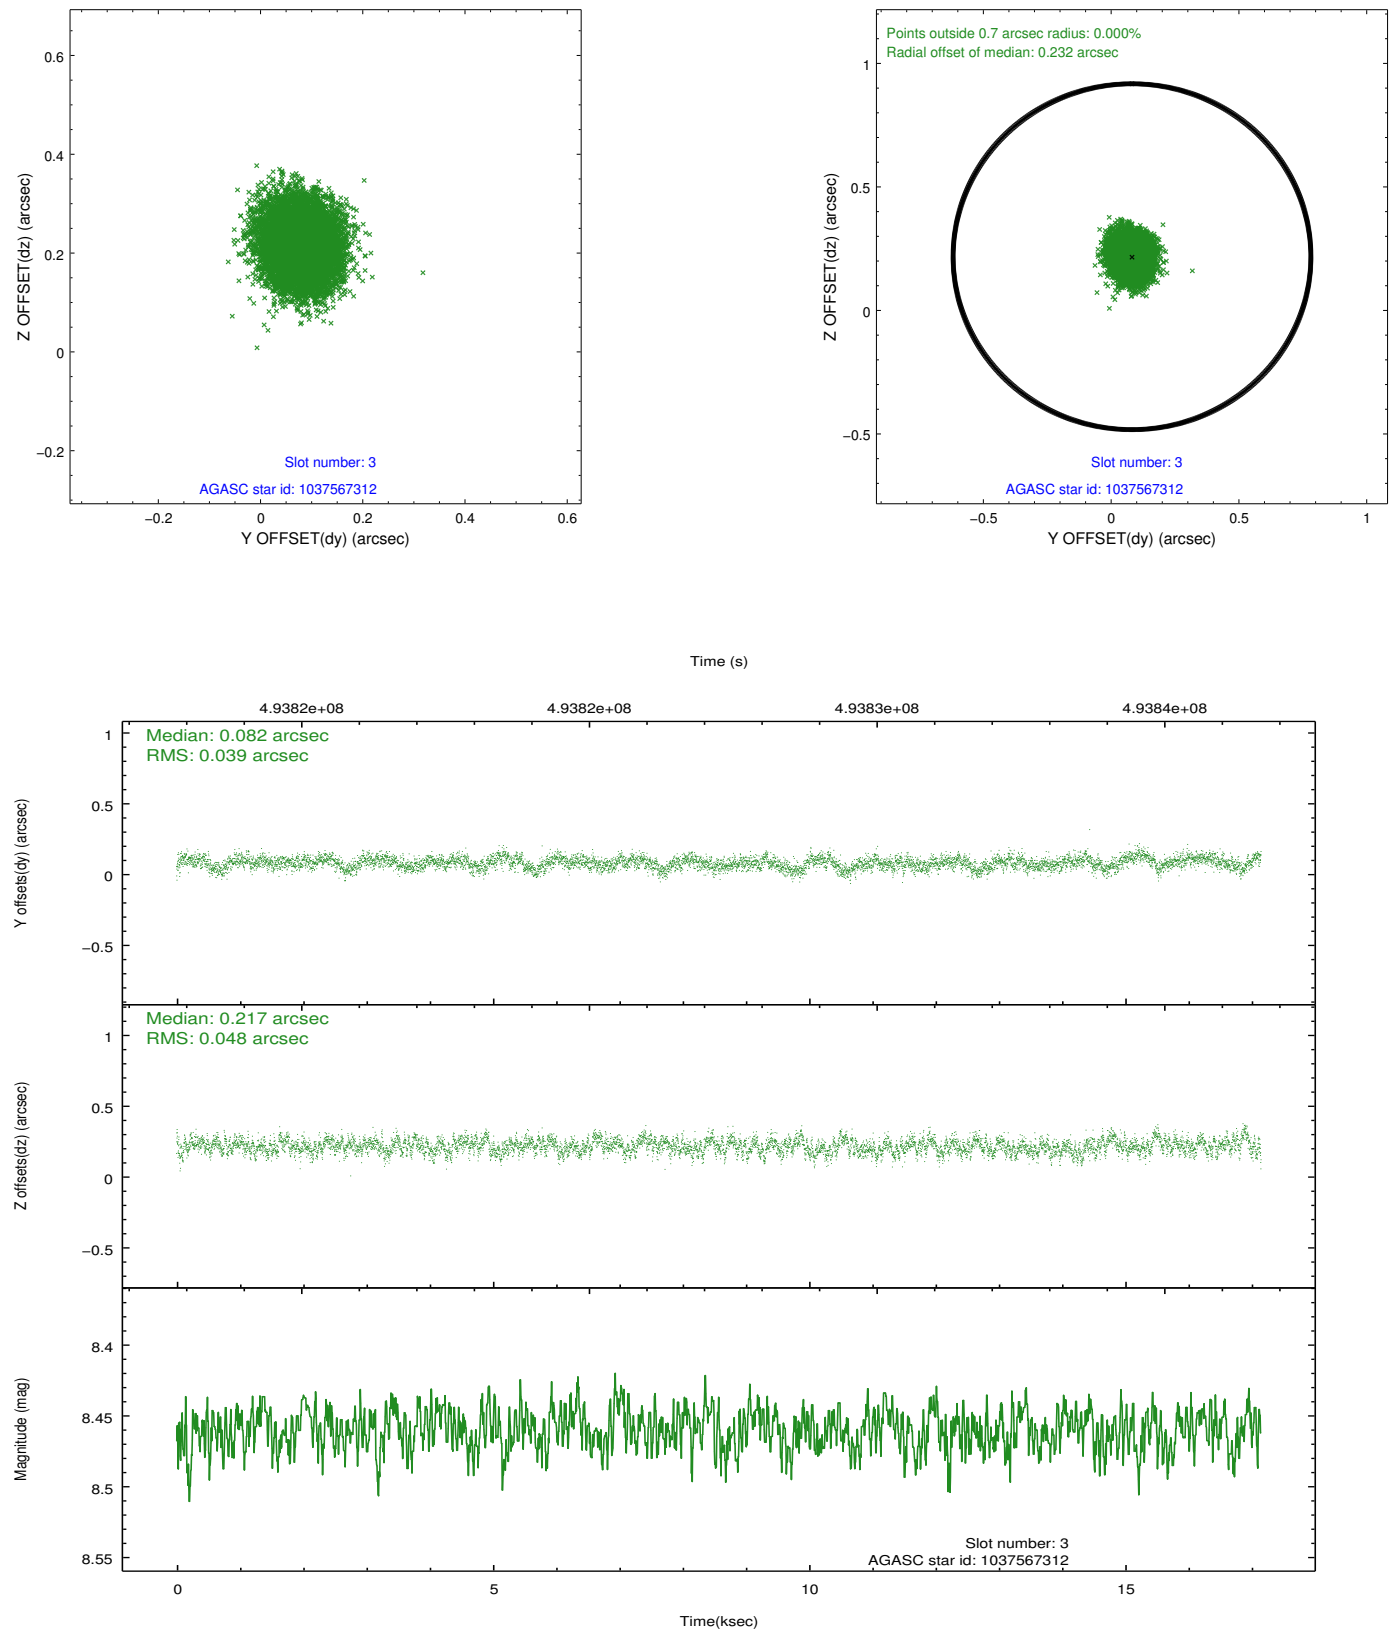 0.6
0.4
0.2
0
−0.2
Z OFFSET(dz) (arcsec)
Slot number: 3
AGASC star id: 1037567312
−0.2
0
0.2
0.4
0.6
Y OFFSET(dy) (arcsec)
Points outside 0.7 arcsec radius: 0.000%
Radial offset of median: 0.232 arcsec
1
0.5
0
−0.5
Z OFFSET(dz) (arcsec)
Slot number: 3
AGASC star id: 1037567312
−0.5
0
0.5
1
Y OFFSET(dy) (arcsec)
Time (s)
4.9382e+08
4.9382e+08
4.9383e+08
4.9384e+08
Median: 0.082 arcsec
RMS: 0.039 arcsec
1
0.5
0
−0.5
Y offsets(dy) (arcsec)
Median: 0.217 arcsec
RMS: 0.048 arcsec
1
0.5
0
−0.5
Z offsets(dz) (arcsec)
8.4
8.45
8.5
8.55
Magnitude (mag)
Slot number: 3
AGASC star id: 1037567312
0
5
10
15
Time(ksec)